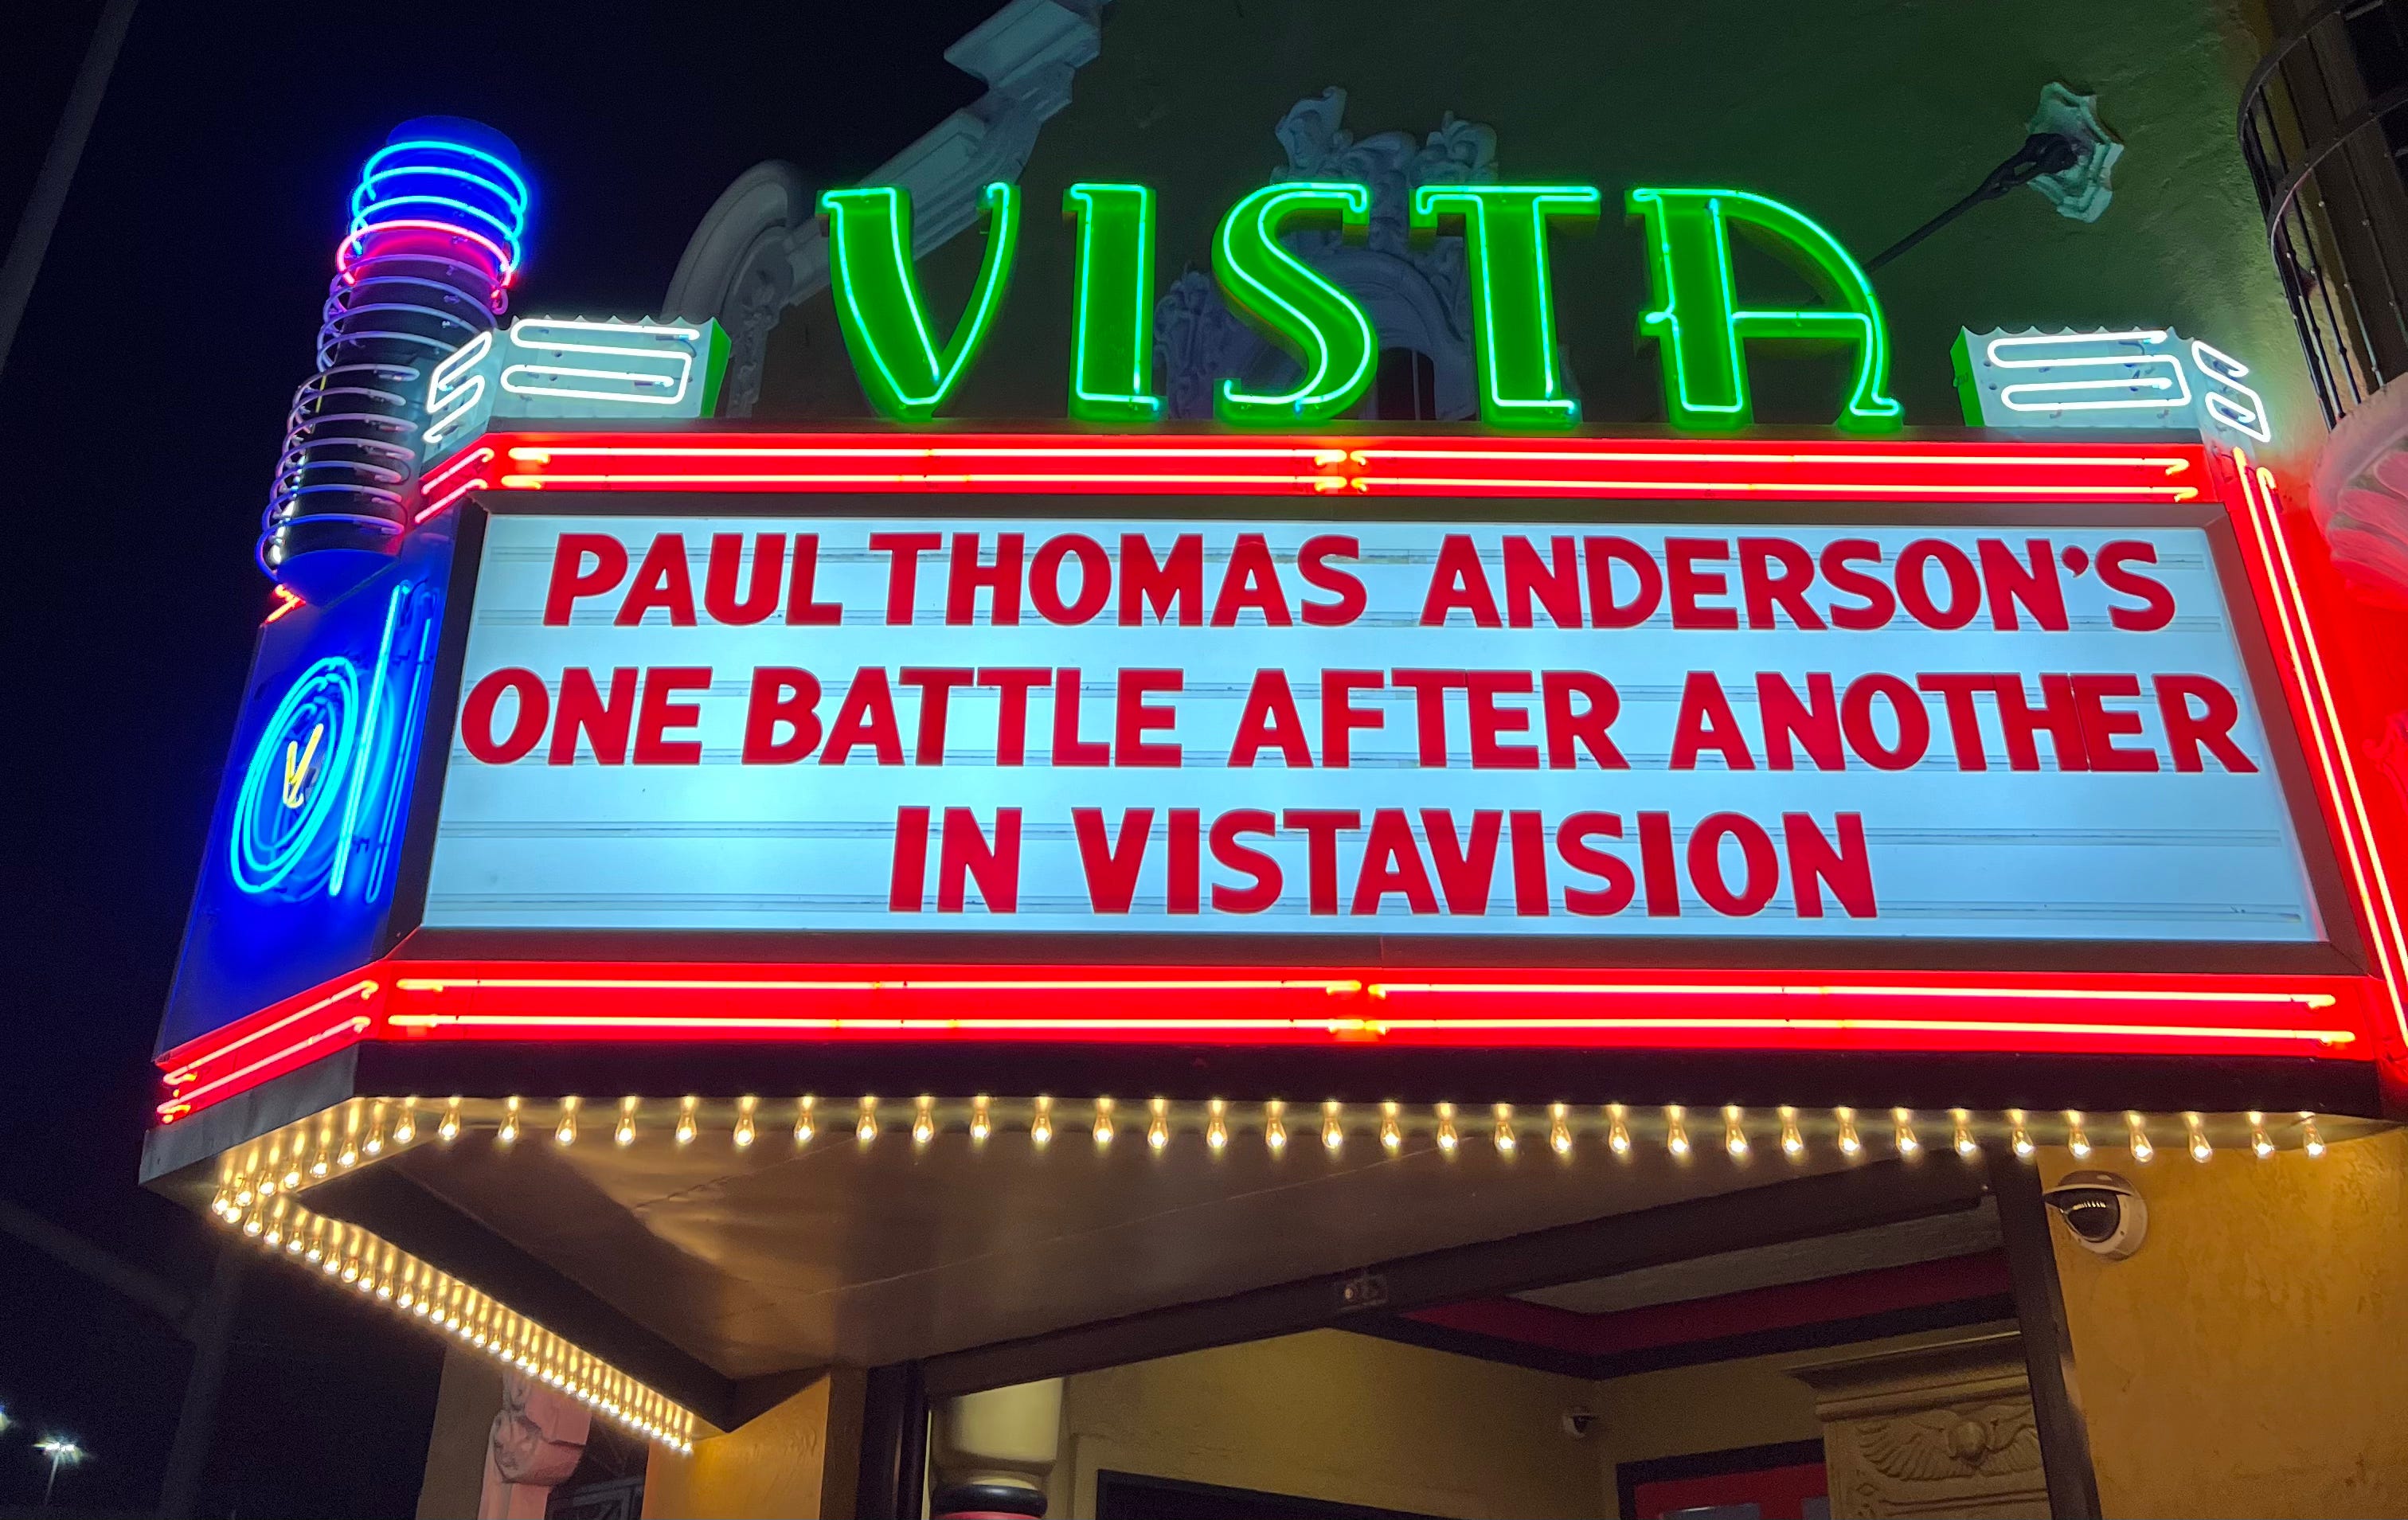 VISTA
PAUL THOMAS ANDERSON'S
ONE BATTLE AFTER ANOTHER
IN VISTAVISION
V